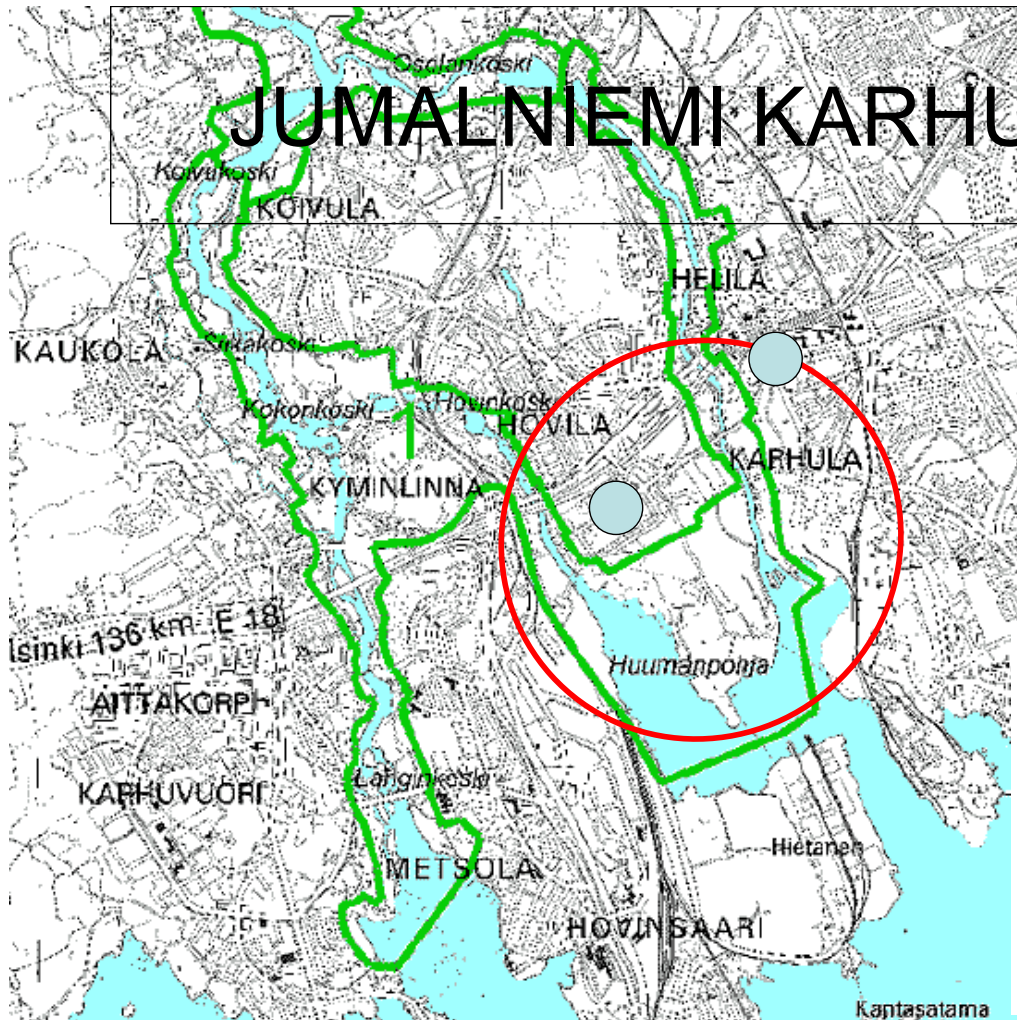 Osolankoski
JUMALNIEMI KARHU
Koivukoski
KOIVULA
HELILÄ
KAUKOLA
Siikakoski
Kokonkoski
Hovinkoski
HOVILA
KARHULA
KYMINLINNA
lsinki 136 km E 18
Huumanpohja
AITTAKORPI
Langinkoski
KARHUVUORI
Hietanen
METSOLA
HOVINSAARI
Kantasatama